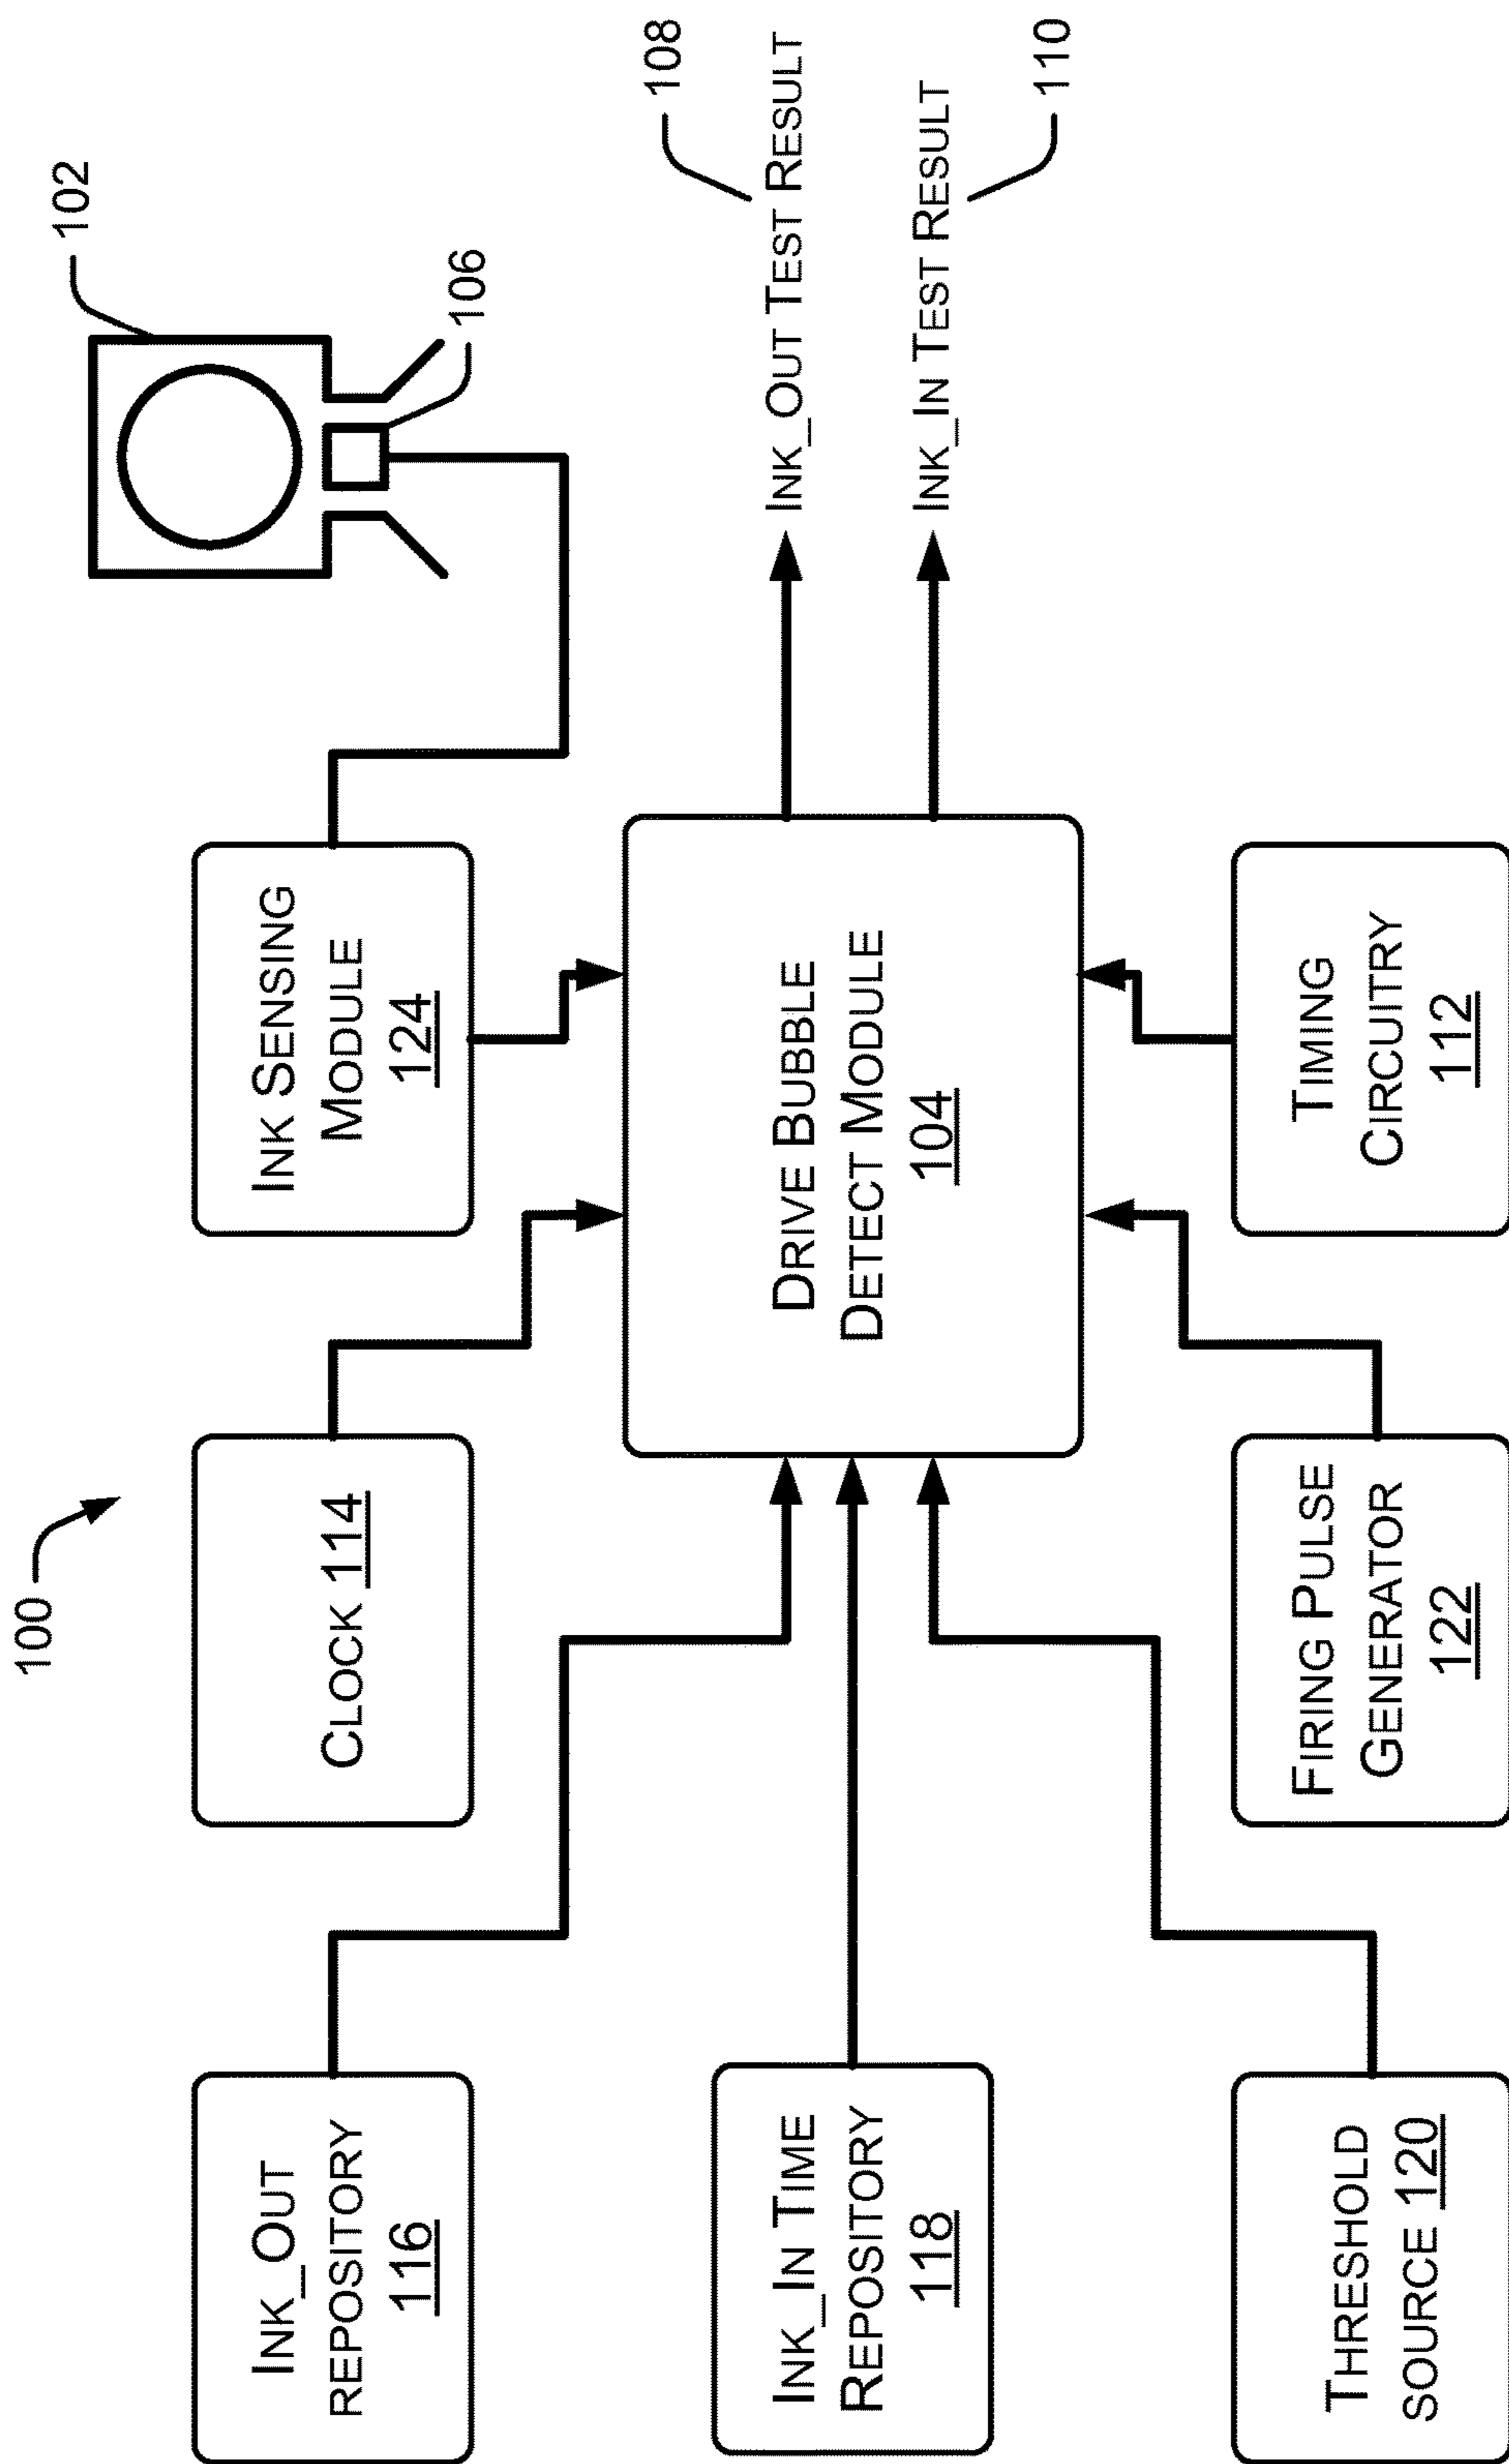 100
102
106
INK_OUT
REPOSITORY
116
CLOCK 114
INK SENSING
MODULE
124
108
INK_OUT TEST RESULT
INK_IN TIME
REPOSITORY
118
DRIVE BUBBLE
DETECT MODULE
104
INK_IN TEST RESULT
110
THRESHOLD
SOURCE 120
FIRING PULSE
GENERATOR
122
TIMING
CIRCUITRY
112